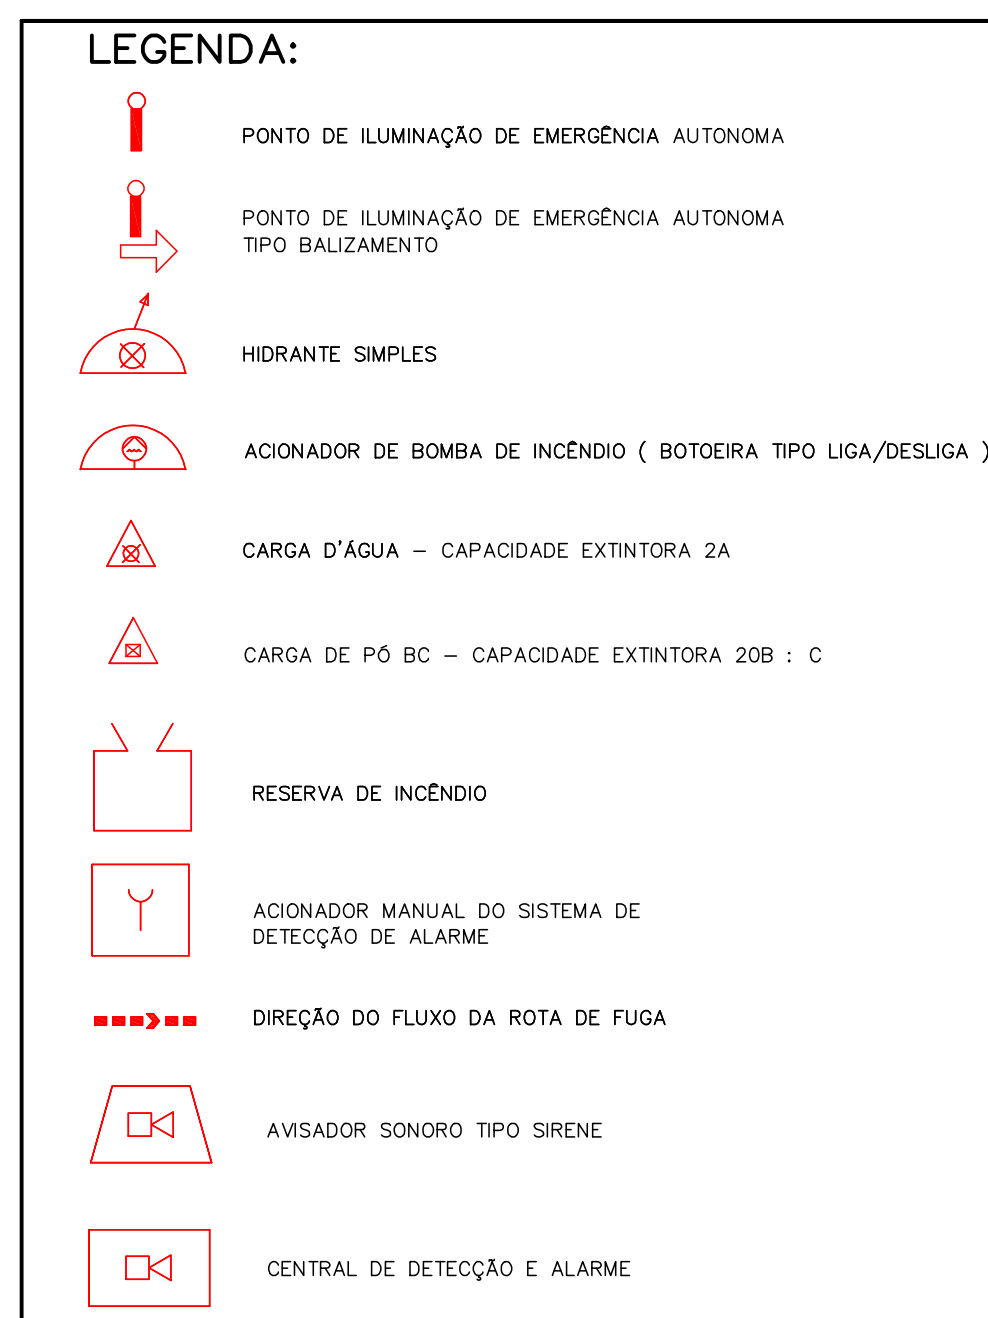 LEGENDA:
PONTO DE ILUMINAÇÃO DE EMERGÊNCIA AUTONOMA
PONTO DE ILUMINAÇÃO DE EMERGÊNCIA AUTONOMA
TIPO BALIZAMENTO
HIDRANTE SIMPLES
ACIONADOR DE BOMBA DE INCÊNDIO ( BOTOEIRA TIPO LIGA/DESLIGA )
CARGA D'ÁGUA – CAPACIDADE EXTINTORA 2A
CARGA DE PÓ BC – CAPACIDADE EXTINTORA 20B : C
RESERVA DE INCÊNDIO
ACIONADOR MANUAL DO SISTEMA DE
DETECÇÃO DE ALARME
DIREÇÃO DO FLUXO DA ROTA DE FUGA
AVISADOR SONORO TIPO SIRENE
CENTRAL DE DETECÇÃO E ALARME